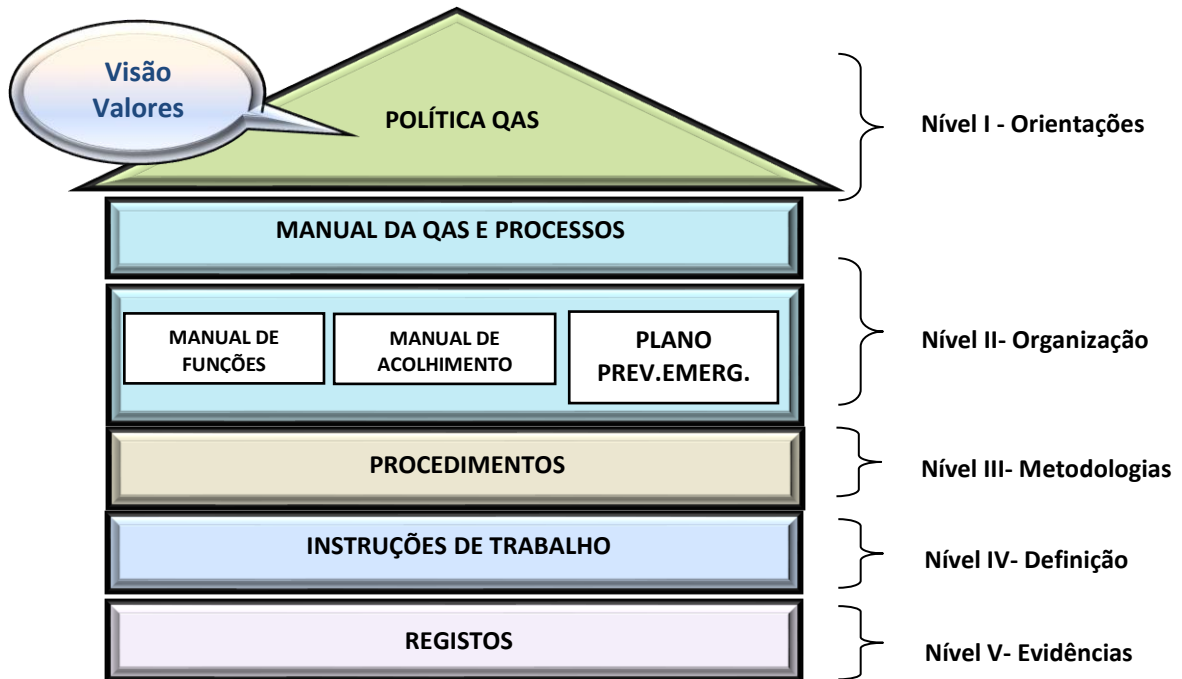 Visão
Valores
POLÍTICA QAS
Nível I - Orientações
MANUAL DA QAS E PROCESSOS
MANUAL DE
FUNÇÕES
MANUAL DE
ACOLHIMENTO
PLANO
PREV.EMERG.
Nível II- Organização
PROCEDIMENTOS
Nível III- Metodologias
INSTRUÇÕES DE TRABALHO
Nível IV- Definição
REGISTOS
Nível V- Evidências